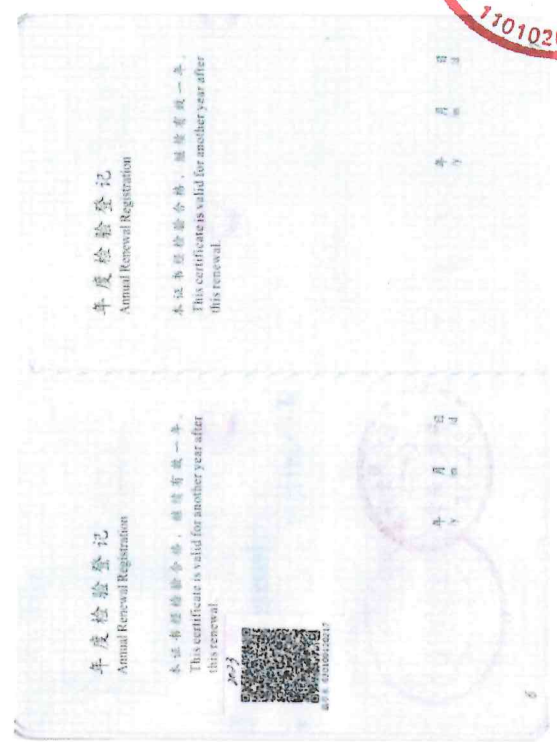 年度检验登记
Annual Renewal Registration
本证书经检验合格，继续有效一年。
This certificate is valid for another year after
this renewal.
2023
年 月 日
y m d
6
年度检验登记
Annual Renewal Registration
本证书经检验合格，继续有效一年。
This certificate is valid for another year after
this renewal.
年 月 日
y m d